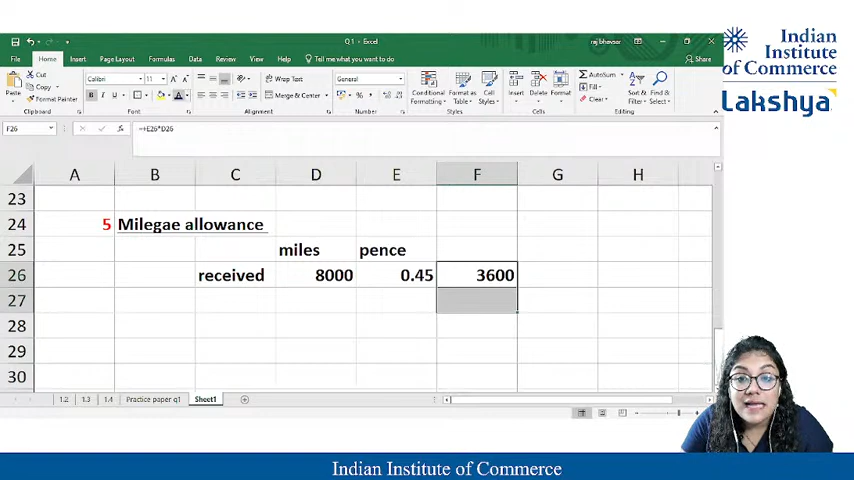 Q 1 - Excel
raj bhavsar
File Home Insert Page Layout Formulas Data Review View Help Tell me what you want to do Share
Cut
Copy
Format Painter
Paste
Clipboard
Calibri 11
B I U
Font
Wrap Text
Merge & Center
Alignment
General
Number
Conditional Formatting
Format as Table
Cell Styles
Styles
Insert Delete Format
Cells
AutoSum
Fill
Clear
Sort & Filter
Find & Select
Editing
Indian
Institute
of Commerce
Lakshya
F26 =+E26*D26
A B C D E F G H
23
24 5 Milegae allowance
25 miles pence
26 received 8000 0.45 3600
27
28
29
30
1.2 1.3 1.4 Practice paper q1 Sheet1
Indian Institute of Commerce